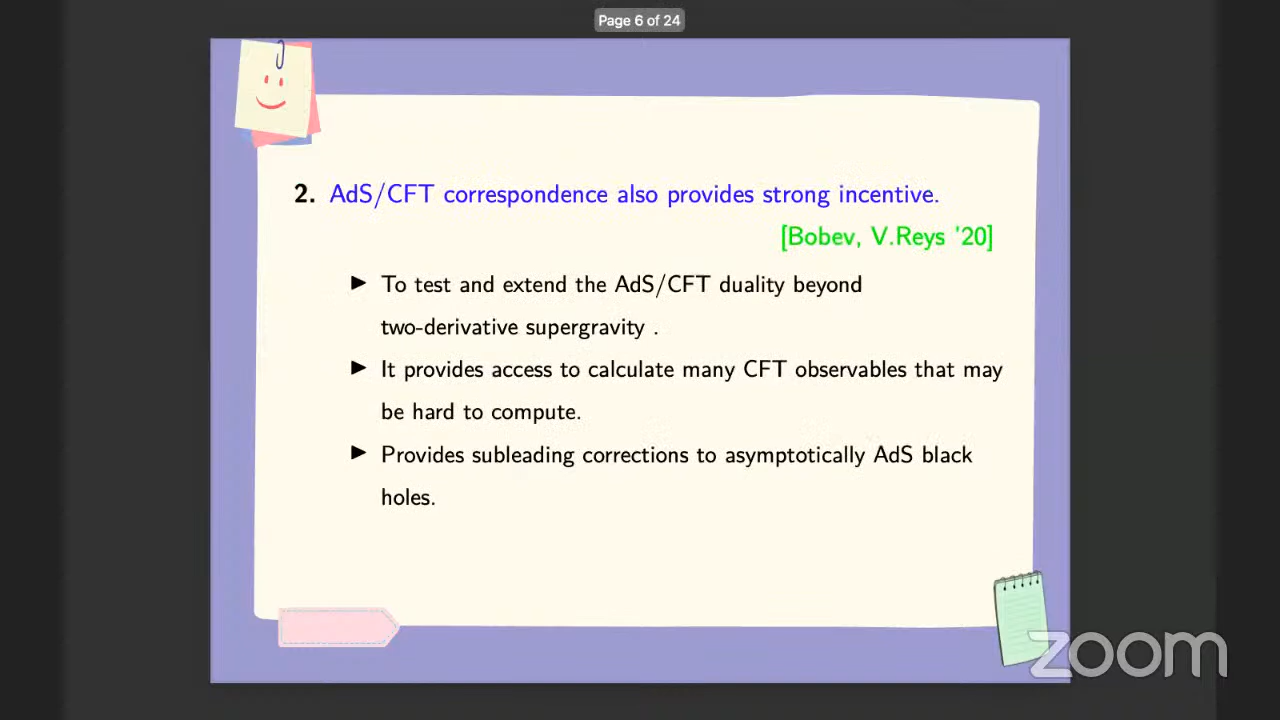 Page 6 of 24
2. AdS/CFT correspondence also provides strong incentive.
[Bobev, V.Reys '20]
▶ To test and extend the AdS/CFT duality beyond
two-derivative supergravity .
▶ It provides access to calculate many CFT observables that may
be hard to compute.
▶ Provides subleading corrections to asymptotically AdS black
holes.
zoom